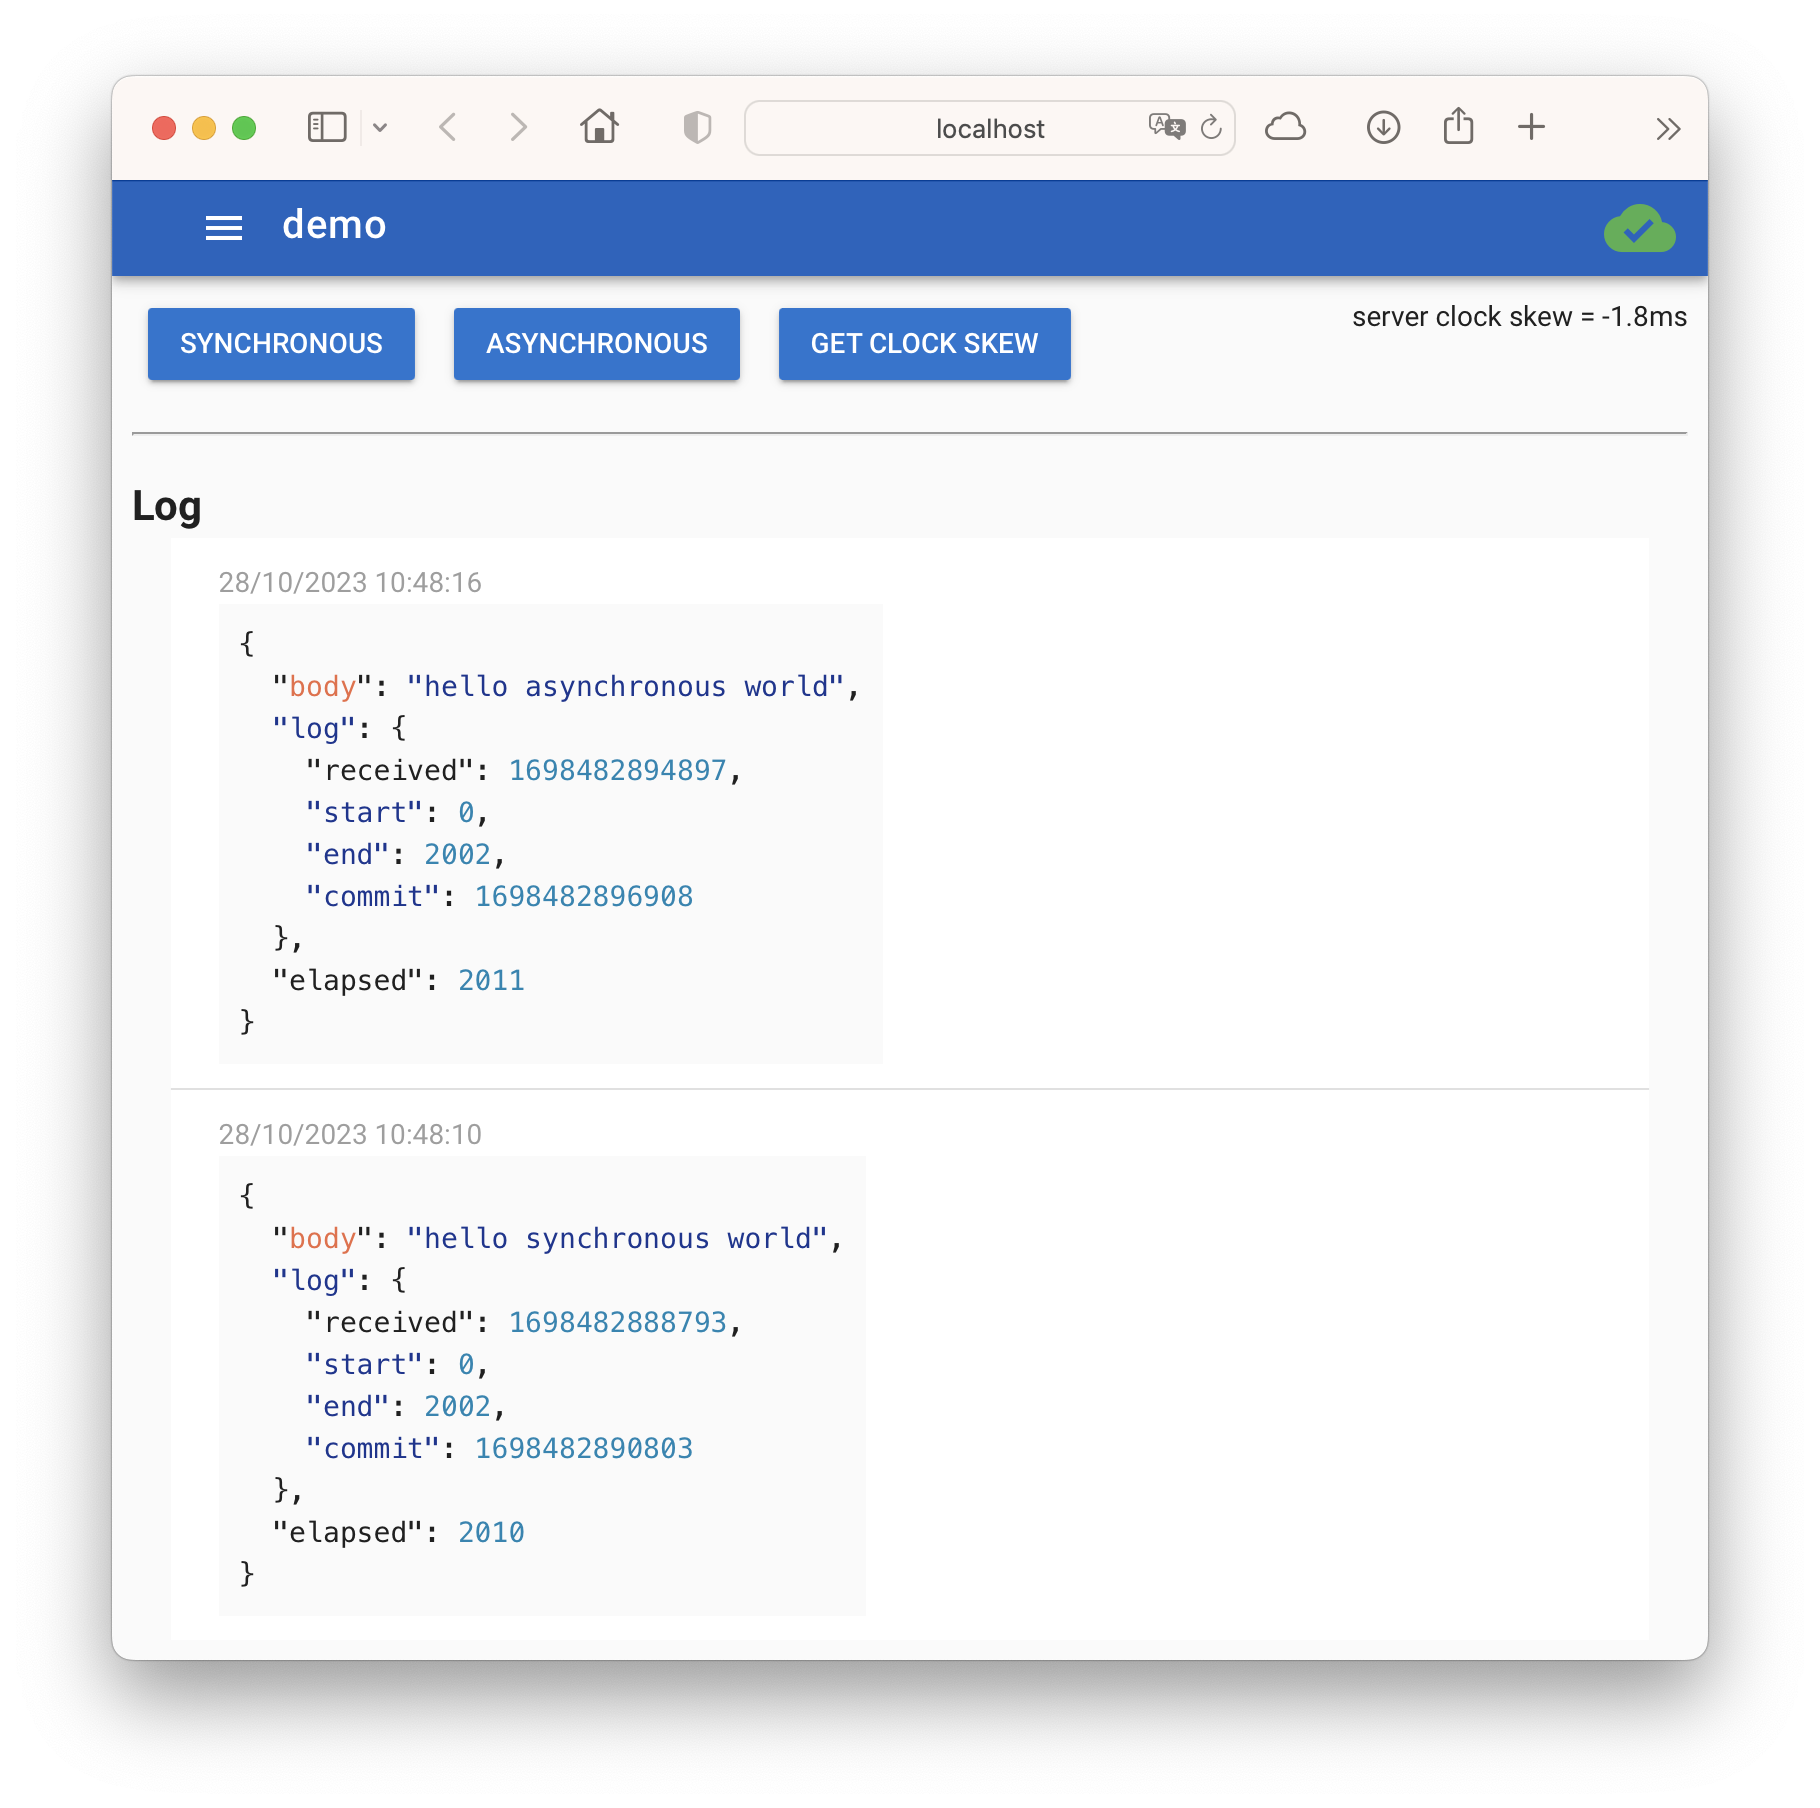 localhost
demo
SYNCHRONOUS ASYNCHRONOUS GET CLOCK SKEW server clock skew = -1.8ms
Log
28/10/2023 10:48:16
{
"body": "hello asynchronous world",
"log": {
"received": 1698482894897,
"start": 0,
"end": 2002,
"commit": 1698482896908
},
"elapsed": 2011
}
28/10/2023 10:48:10
{
"body": "hello synchronous world",
"log": {
"received": 1698482888793,
"start": 0,
"end": 2002,
"commit": 1698482890803
},
"elapsed": 2010
}